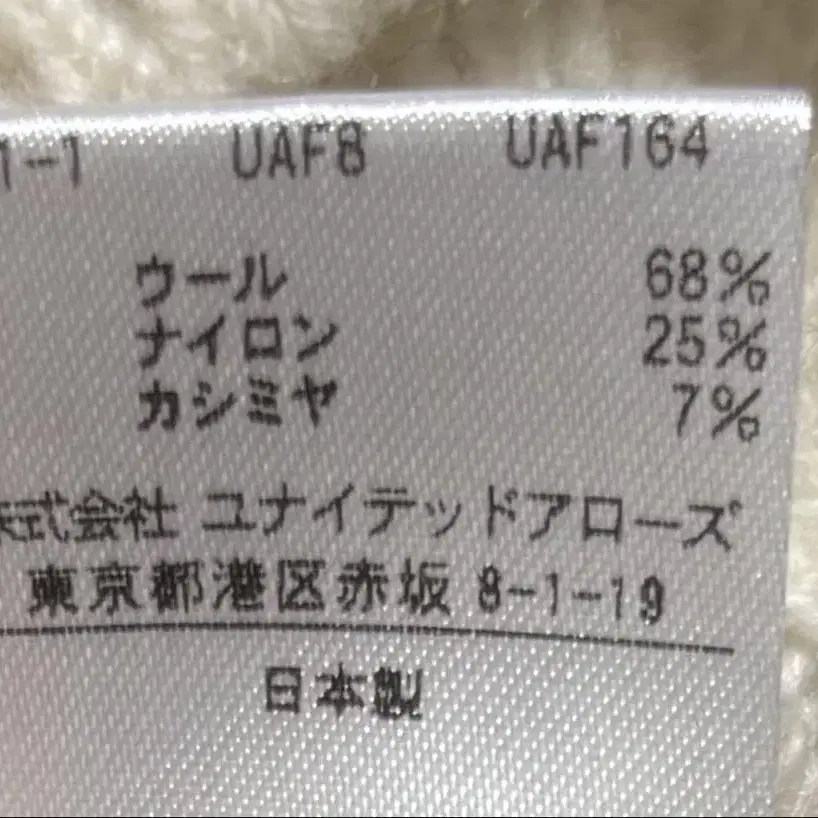 1-1 UAF8 UAF164
ウール 68%
ナイロン 25%
カシミヤ 7%
株式会社 ユナイテッドアローズ
東京都港区赤坂 8-1-19
日本製